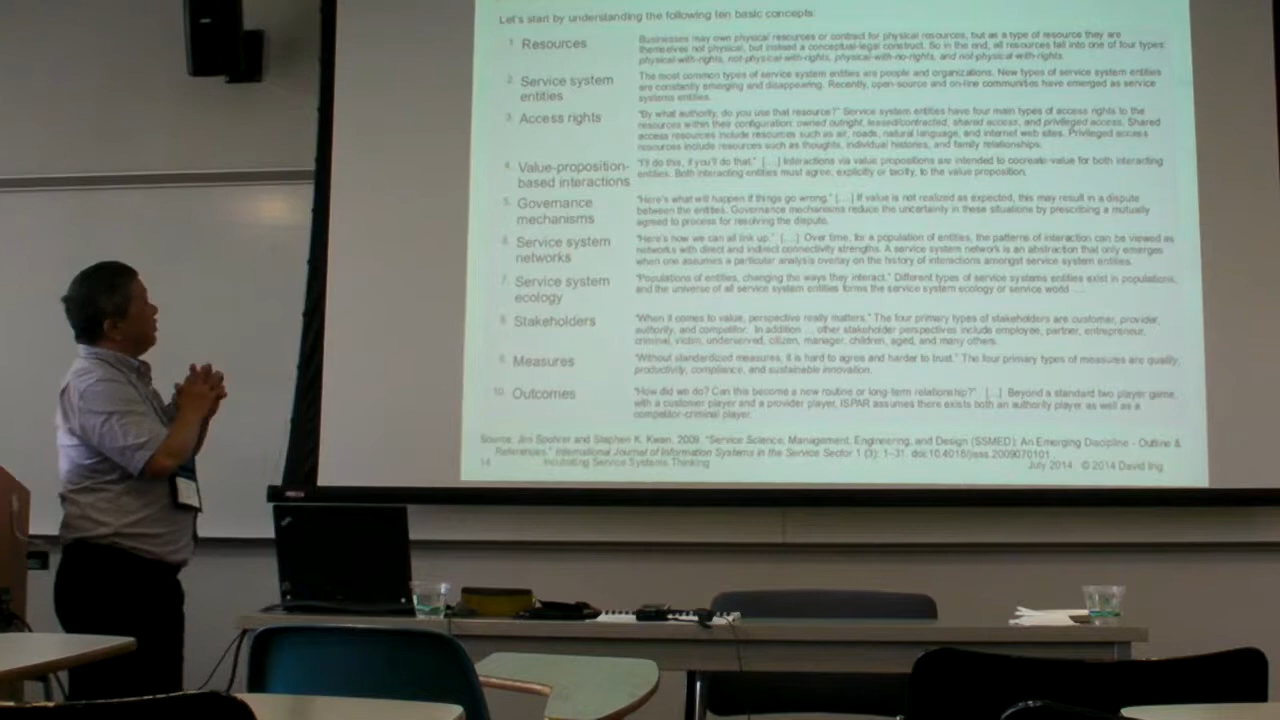 Let's start by understanding the following ten basic concepts:
1. Resources
Businesses may own physical resources or contract for physical resources, but as a type of resource they are
themselves not physical, but instead a conceptual-legal construct. So in the end, all resources fall into one of four types:
physical-with-rights, not-physical-with-rights, physical-with-no-rights, and not-physical-with-rights.
2. Service system
entities
The most common types of service system entities are people and organizations. New types of service system entities
are constantly emerging and disappearing. Recently, open-source and on-line communities have emerged as service
systems entities.
3. Access rights
"By what authority, do you use that resource?" Service system entities have four main types of access rights to the
resources within their configuration: owned outright, leased/contracted, shared access, and privileged access. Shared
access resources include resources such as air, roads, natural language, and internet web sites. Privileged access
resources include resources such as thoughts, individual histories, and family relationships.
4. Value-proposition-
based interactions
"I'll do this, if you'll do that." […] Interactions via value propositions are intended to cocreate-value for both interacting
entities. Both interacting entities must agree, explicitly or tacitly, to the value proposition.
5. Governance
mechanisms
"Here's what will happen if things go wrong." […] If value is not realized as expected, this may result in a dispute
between the entities. Governance mechanisms reduce the uncertainty in these situations by prescribing a mutually
agreed to process for resolving the dispute.
6. Service system
networks
"Here's how we can all link up." […] Over time, for a population of entities, the patterns of interaction can be viewed as
networks with direct and indirect connectivity strengths. A service system network is an abstraction that only emerges
when one assumes a particular analysis overlay on the history of interactions amongst service system entities.
7. Service system
ecology
"Populations of entities, changing the ways they interact." Different types of service systems entities exist in populations,
and the universe of all service system entities forms the service system ecology or service world ....
8. Stakeholders
"When it comes to value, perspective really matters." The four primary types of stakeholders are customer, provider,
authority, and competitor. In addition ... other stakeholder perspectives include employee, partner, entrepreneur,
criminal, victim, underserved, citizen, manager, children, aged, and many others.
9. Measures
"Without standardized measures, it is hard to agree and harder to trust." The four primary types of measures are quality,
productivity, compliance, and sustainable innovation.
10. Outcomes
"How did we do? Can this become a new routine or long-term relationship?" […] Beyond a standard two player game,
with a customer player and a provider player, ISPAR assumes there exists both an authority player as well as a
competitor-criminal player.
Source: Jim Spohrer and Stephen K. Kwan. 2009. "Service Science, Management, Engineering, and Design (SSMED): An Emerging Discipline - Outline &
References." International Journal of Information Systems in the Service Sector 1 (3): 1–31. doi:10.4018/jisss.2009070101.
14 Incubating Service Systems Thinking July 2014 © 2014 David Ing